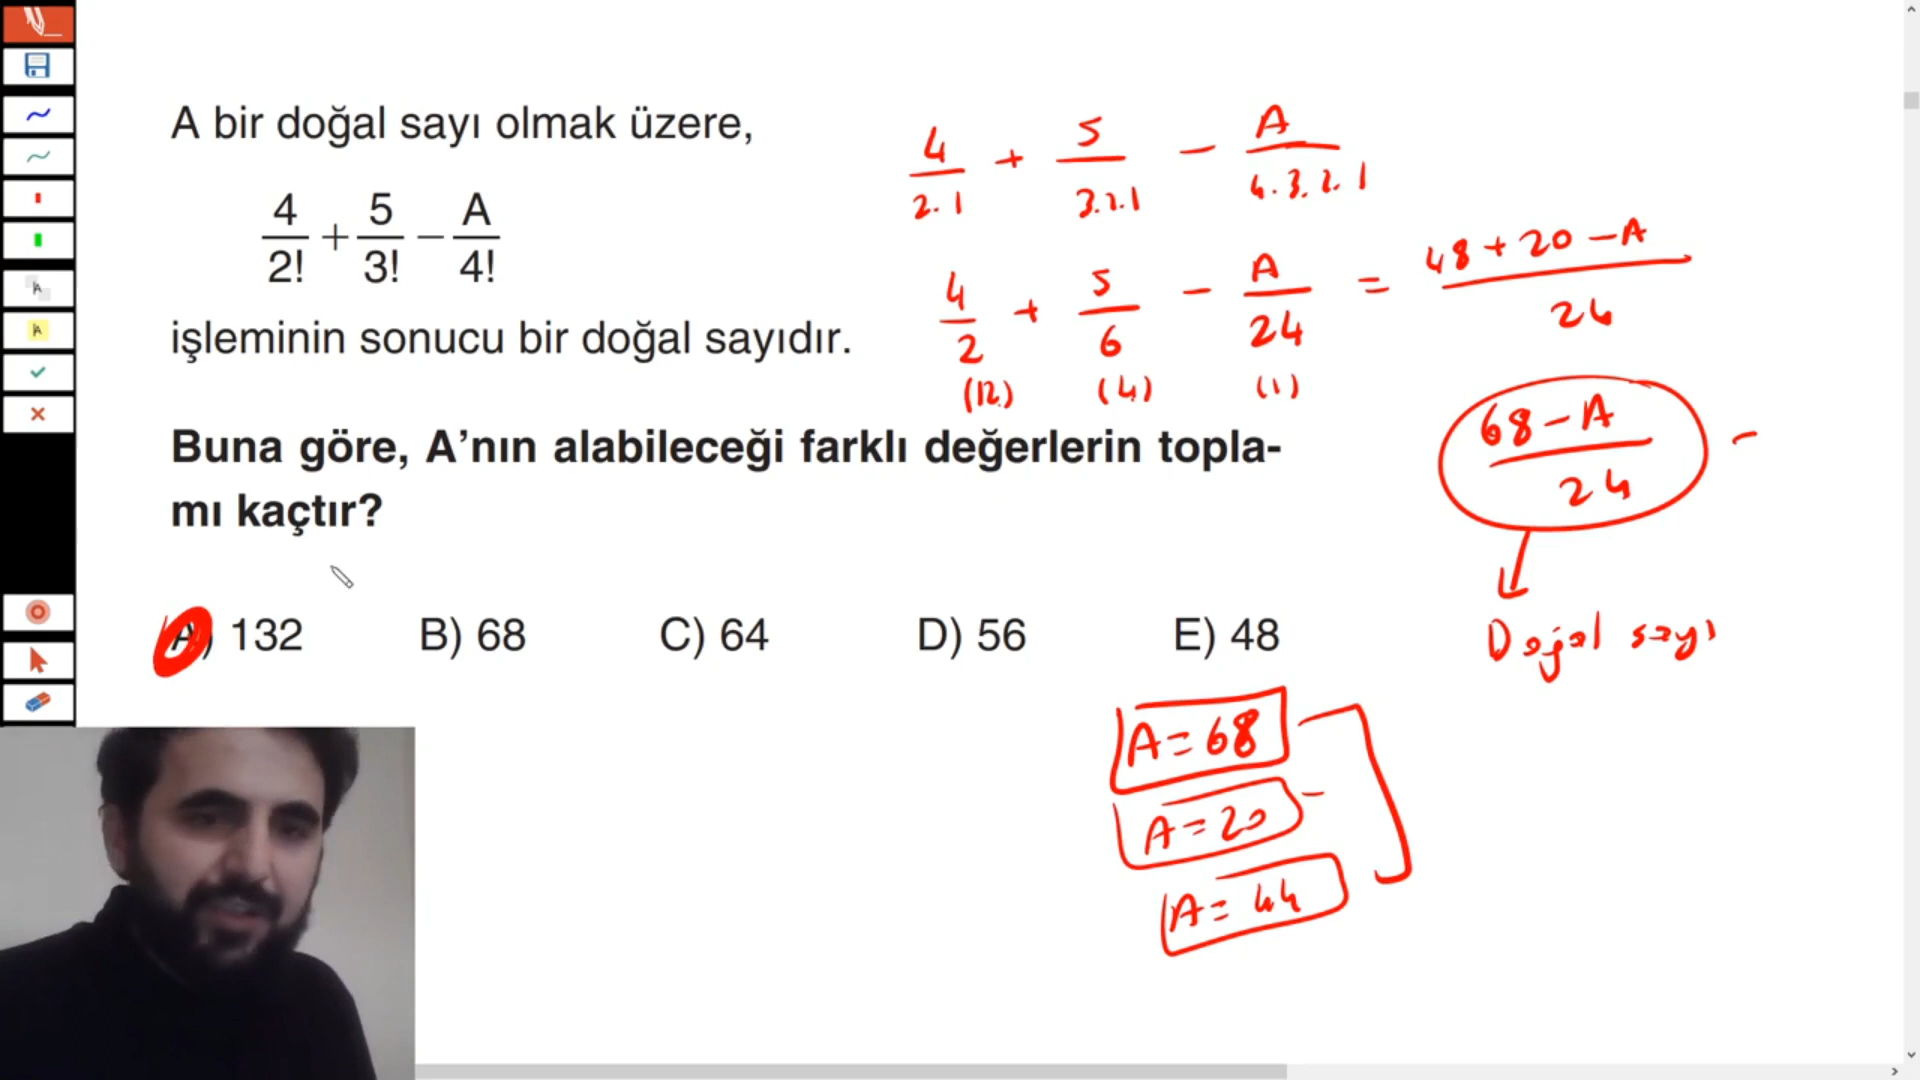 A bir doğal sayı olmak üzere,
4/2! + 5/3! − A/4!
işleminin sonucu bir doğal sayıdır.
Buna göre, A’nın alabileceği farklı değerlerin topla-
mı kaçtır?
A) 132 B) 68 C) 64 D) 56 E) 48
4/2.1 + 5/3.2.1 − A/4.3.2.1
4/2 + 5/6 − A/24 = 48+20−A/24
(12) (4) (1)
68−A/24 −
Doğal sayı
A=68
A=20 −
A=44